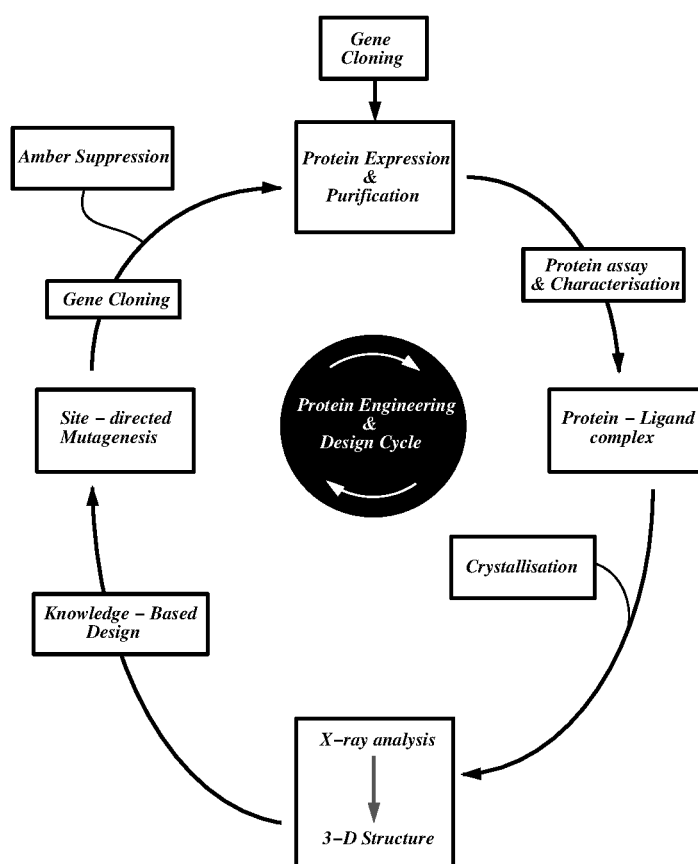 Gene
Cloning
Amber Suppression
Protein Expression
&
Purification
Protein assay
& Characterisation
Gene Cloning
Protein Engineering
&
Design Cycle
Site – directed
Mutagenesis
Protein – Ligand
complex
Crystallisation
Knowledge – Based
Design
X–ray analysis
3–D Structure